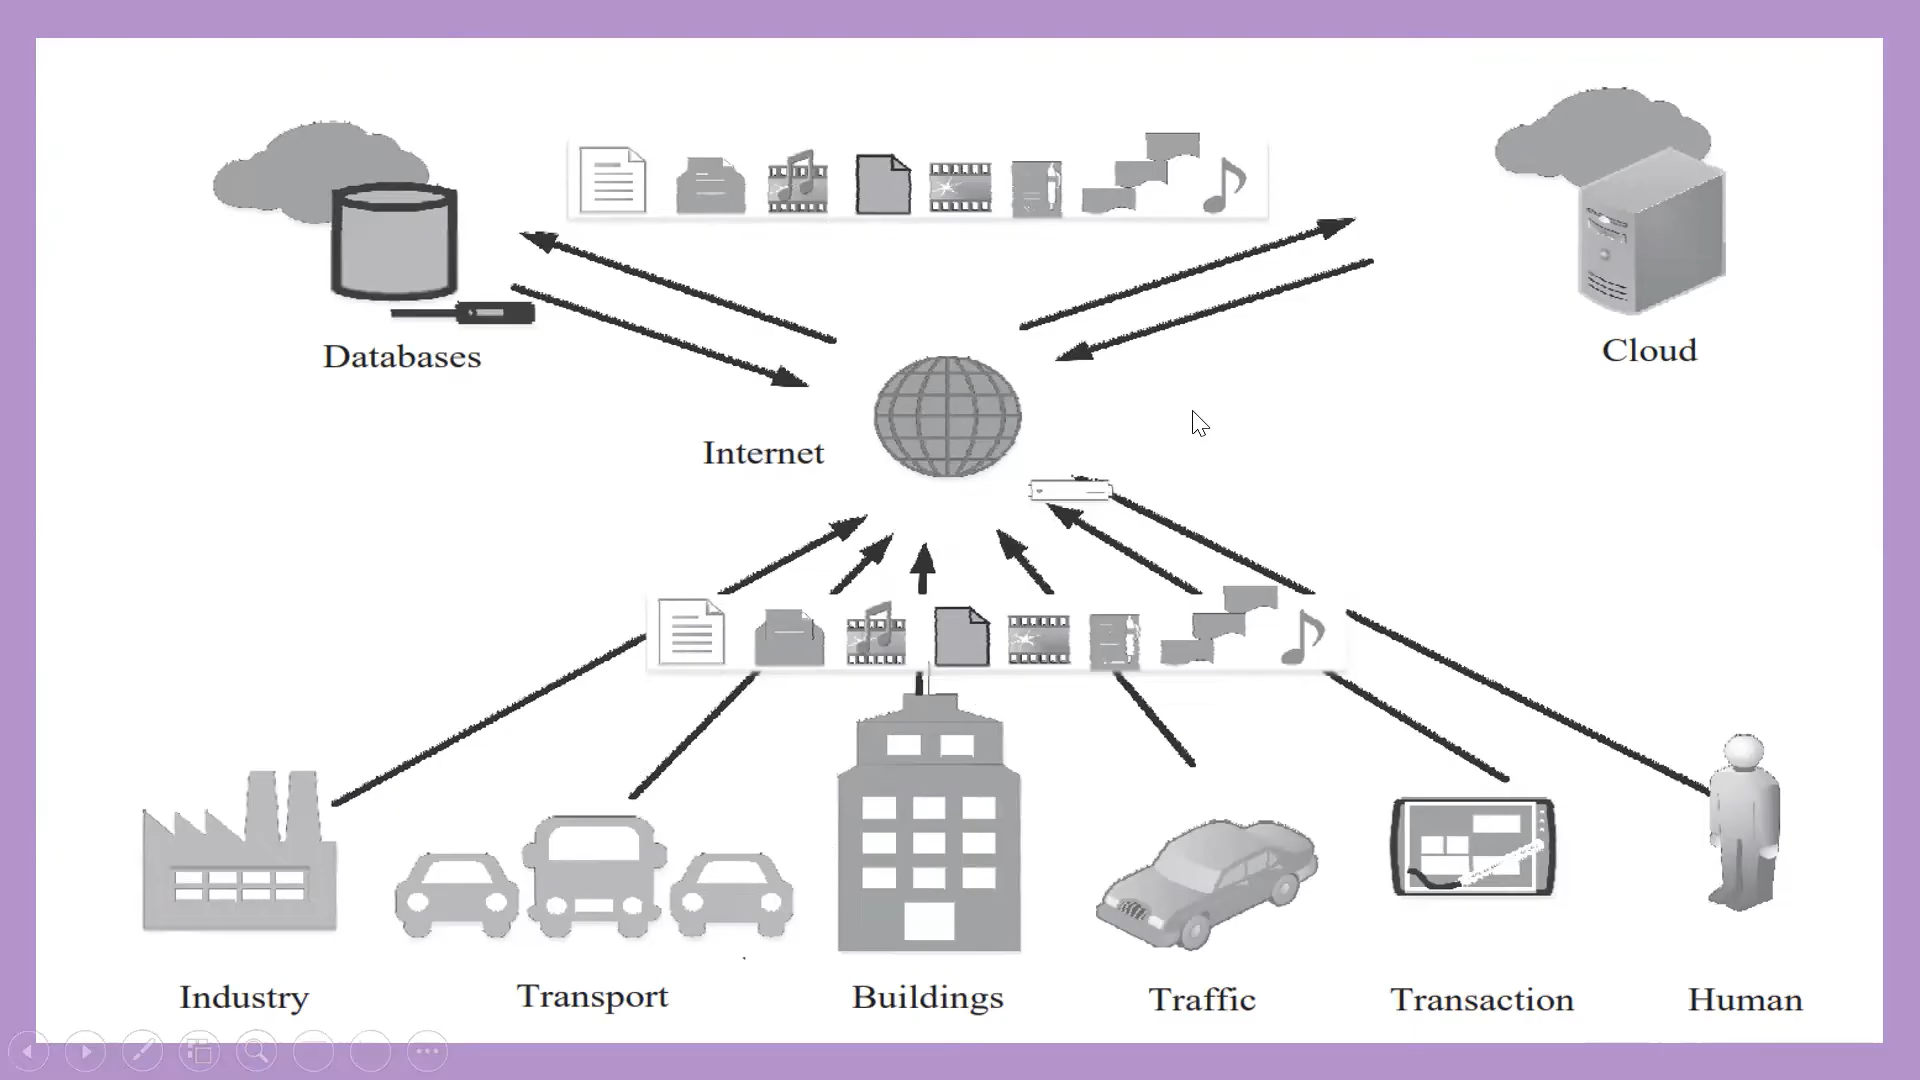 Databases
Cloud
Internet
Industry
Transport
Buildings
Traffic
Transaction
Human